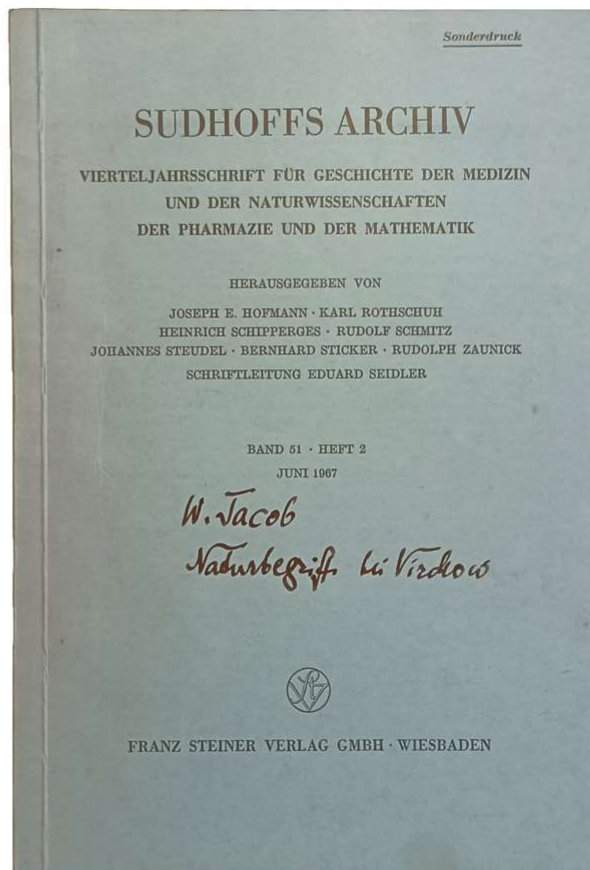 Sonderdruck
SUDHOFFS ARCHIV
VIERTELJAHRSSCHRIFT FÜR GESCHICHTE DER MEDIZIN
UND DER NATURWISSENSCHAFTEN
DER PHARMAZIE UND DER MATHEMATIK
HERAUSGEGEBEN VON
JOSEPH E. HOFMANN · KARL ROTHSCHUH
HEINRICH SCHIPPERGES · RUDOLF SCHMITZ
JOHANNES STEUDEL · BERNHARD STICKER · RUDOLPH ZAUNICK
SCHRIFTLEITUNG EDUARD SEIDLER
BAND 51 · HEFT 2
JUNI 1967
W. Jacob
Naturbegriff bei Virchow
FRANZ STEINER VERLAG GMBH · WIESBADEN